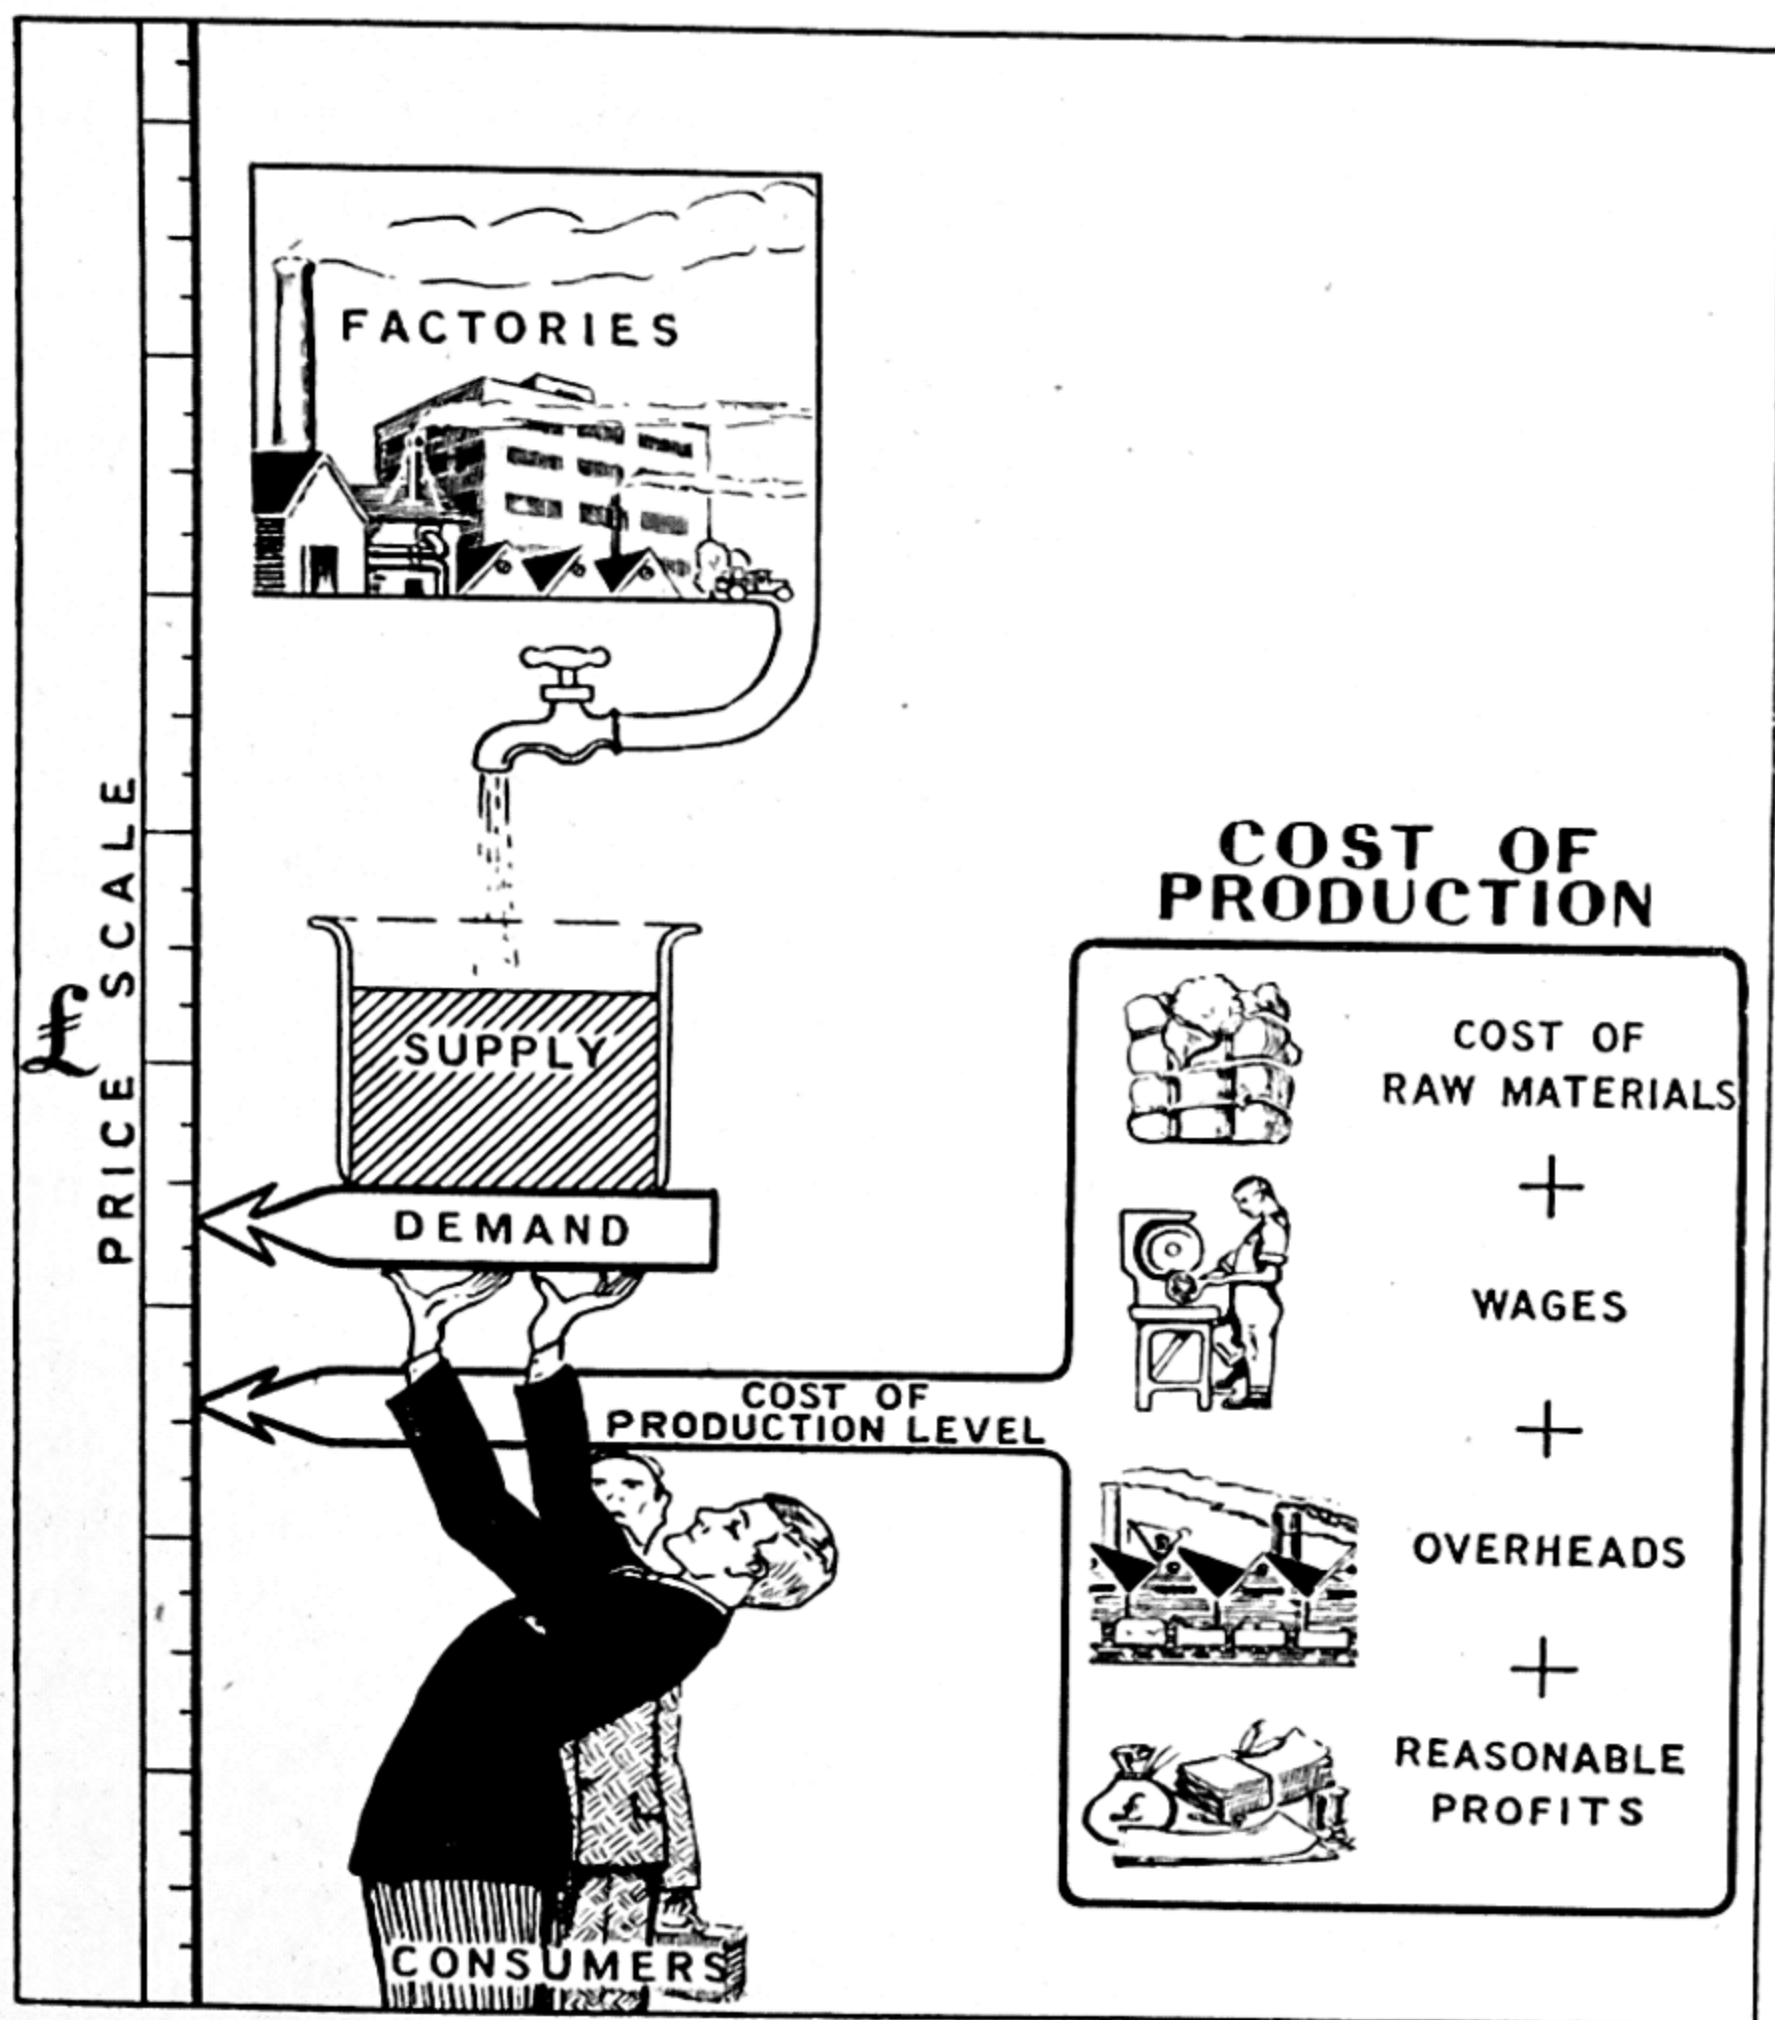 £
PRICE SCALE
FACTORIES
SUPPLY
DEMAND
COST OF
PRODUCTION LEVEL
CONSUMERS
COST OF
PRODUCTION
COST OF
RAW MATERIALS
+
WAGES
+
OVERHEADS
+
REASONABLE
PROFITS
£